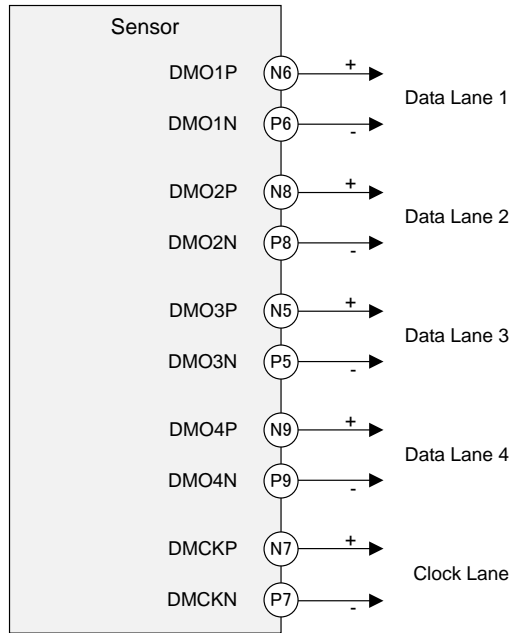 Sensor
DMO1P N6 +
Data Lane 1
DMO1N P6 -
DMO2P N8 +
Data Lane 2
DMO2N P8 -
DMO3P N5 +
Data Lane 3
DMO3N P5 -
DMO4P N9 +
Data Lane 4
DMO4N P9 -
DMCKP N7 +
Clock Lane
DMCKN P7 -